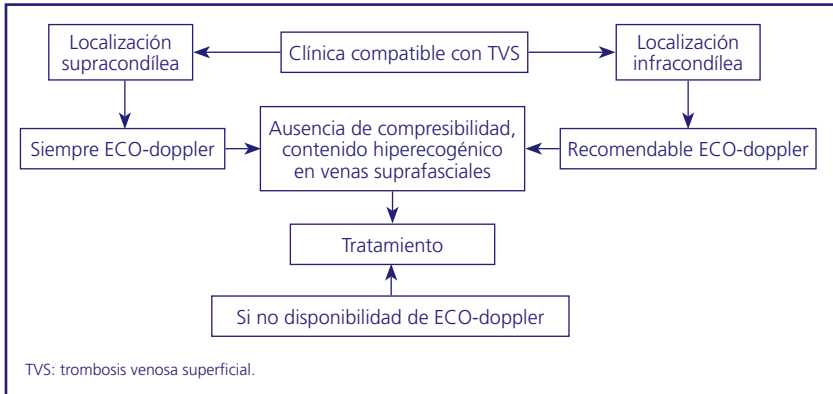 Localización
supracondílea
Clínica compatible con TVS
Localización
infracondílea
Siempre ECO-doppler
Ausencia de compresibilidad,
contenido hiperecogénico
en venas suprafasciales
Recomendable ECO-doppler
Tratamiento
Si no disponibilidad de ECO-doppler
TVS: trombosis venosa superficial.